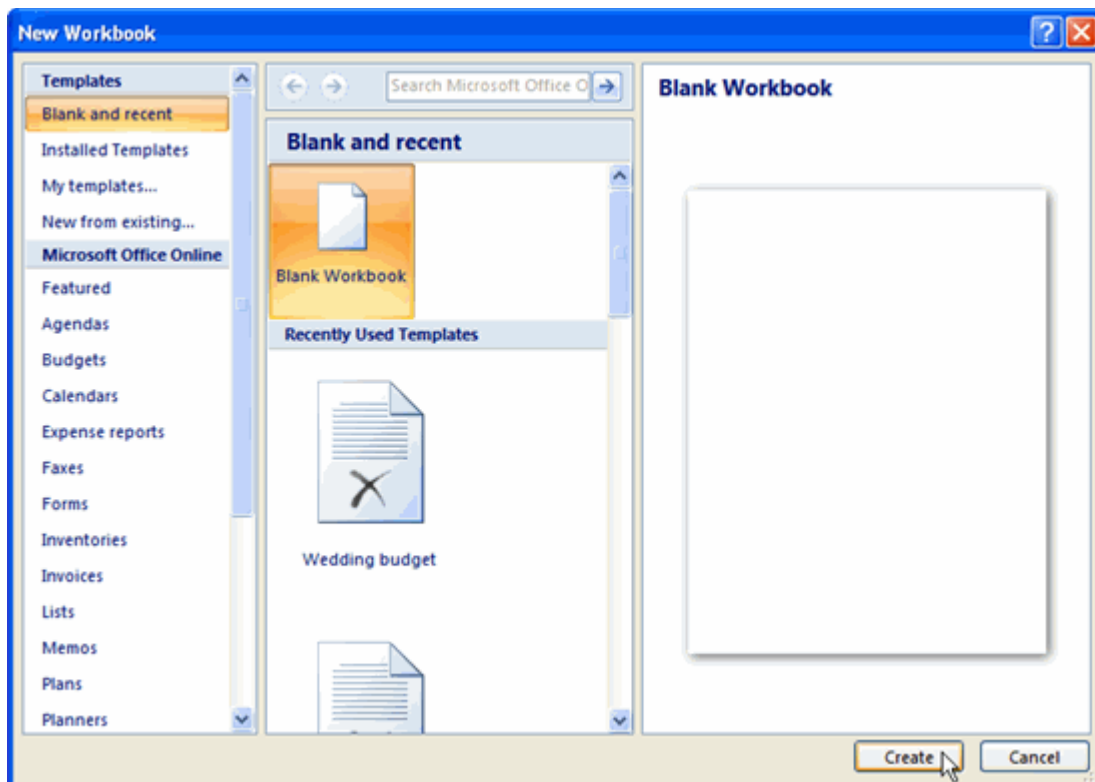 New Workbook
Templates
Blank and recent
Installed Templates
My templates...
New from existing...
Microsoft Office Online
Featured
Agendas
Budgets
Calendars
Expense reports
Faxes
Forms
Inventories
Invoices
Lists
Memos
Plans
Planners
Search Microsoft Office O
Blank and recent
Blank Workbook
Recently Used Templates
Wedding budget
Blank Workbook
Create
Cancel